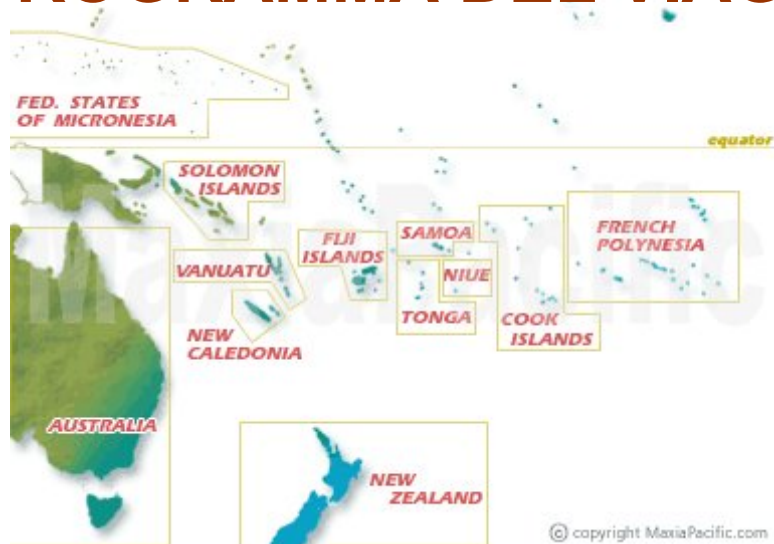 FED. STATES
OF MICRONESIA
equator
SOLOMON
ISLANDS
SAMOA
FRENCH
POLYNESIA
FIJI
ISLANDS
VANUATU
NIUE
TONGA
COOK
ISLANDS
NEW
CALEDONIA
AUSTRALIA
NEW
ZEALAND
© copyright MaxiaPacific.com
MaxiaPacific